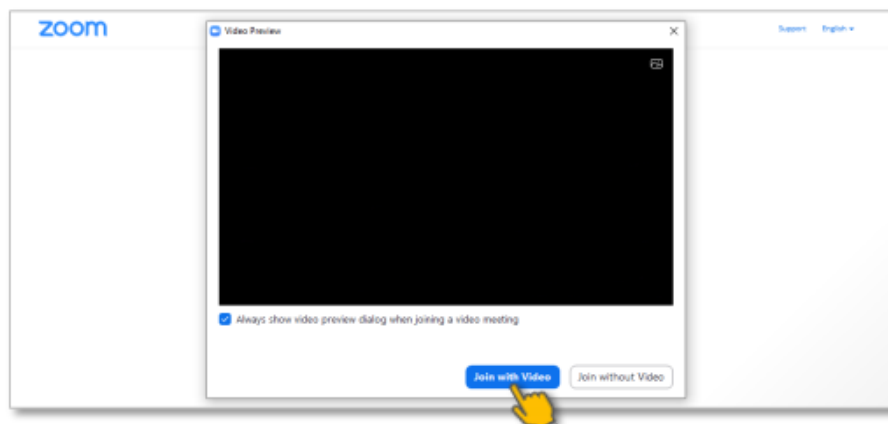 zoom
Video Preview
Support English
Always show video preview dialog when joining a video meeting
Join with Video
Join without Video